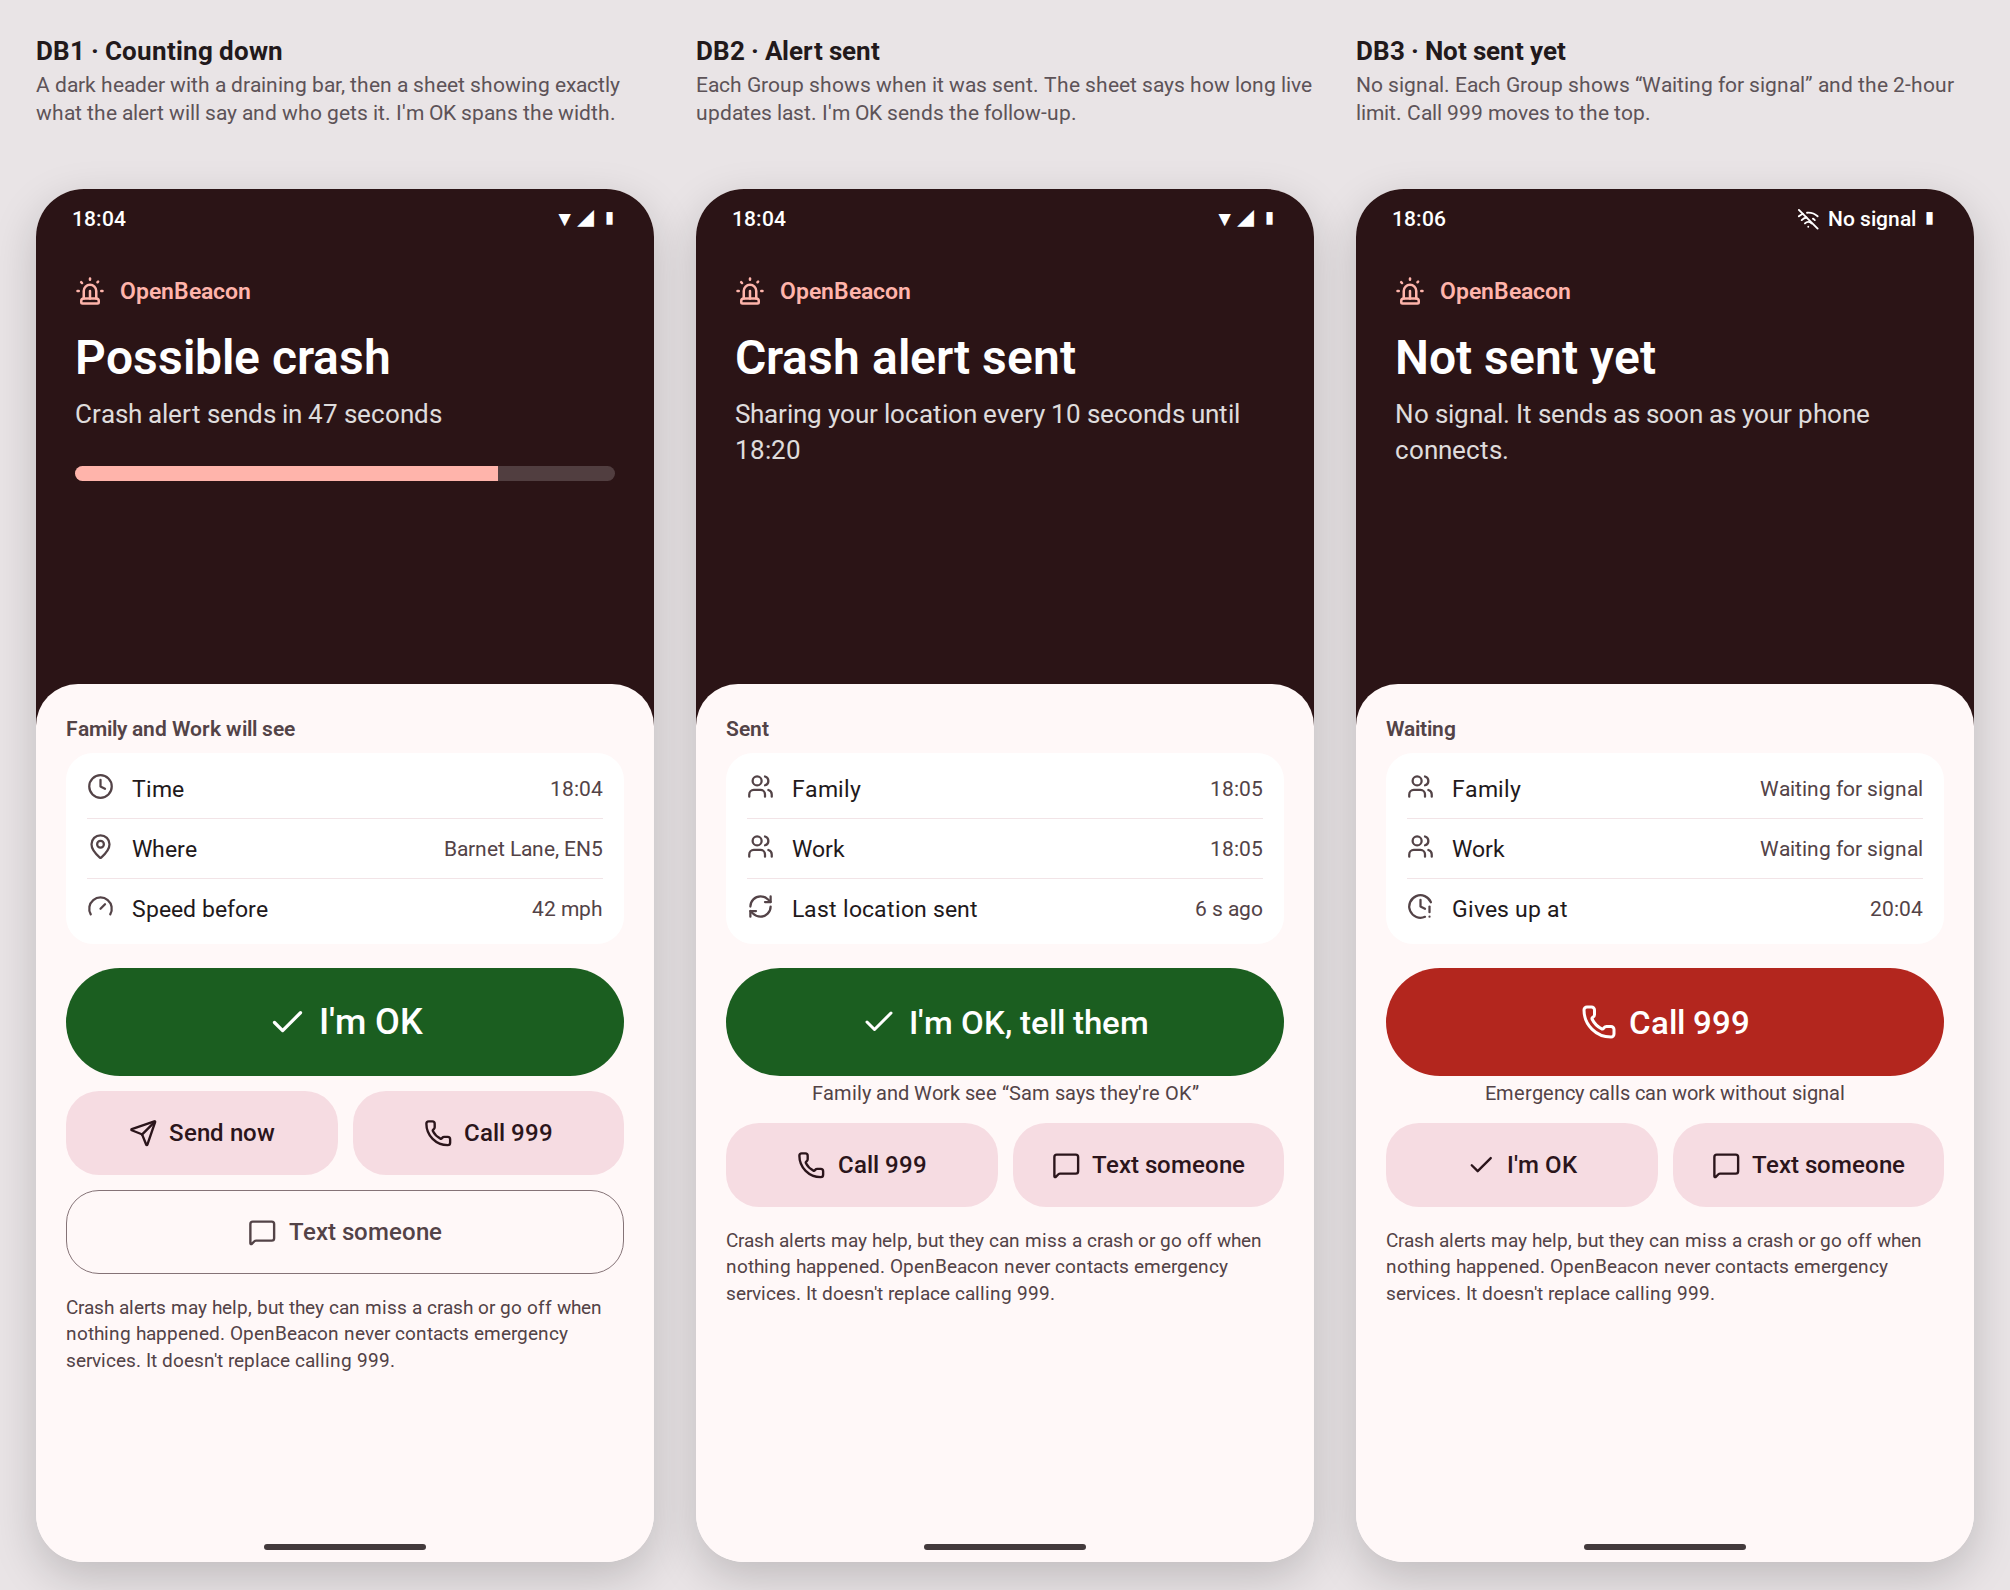 DB1 · Counting down
A dark header with a draining bar, then a sheet showing exactly
what the alert will say and who gets it. I'm OK spans the width.
18:04
OpenBeacon
Possible crash
Crash alert sends in 47 seconds
Family and Work will see
Time 18:04
Where Barnet Lane, EN5
Speed before 42 mph
I'm OK
Send now
Call 999
Text someone
Crash alerts may help, but they can miss a crash or go off when
nothing happened. OpenBeacon never contacts emergency
services. It doesn't replace calling 999.
DB2 · Alert sent
Each Group shows when it was sent. The sheet says how long live
updates last. I'm OK sends the follow-up.
18:04
OpenBeacon
Crash alert sent
Sharing your location every 10 seconds until
18:20
Sent
Family 18:05
Work 18:05
Last location sent 6 s ago
I'm OK, tell them
Family and Work see “Sam says they're OK”
Call 999
Text someone
Crash alerts may help, but they can miss a crash or go off when
nothing happened. OpenBeacon never contacts emergency
services. It doesn't replace calling 999.
DB3 · Not sent yet
No signal. Each Group shows “Waiting for signal” and the 2-hour
limit. Call 999 moves to the top.
18:06 No signal
OpenBeacon
Not sent yet
No signal. It sends as soon as your phone
connects.
Waiting
Family Waiting for signal
Work Waiting for signal
Gives up at 20:04
Call 999
Emergency calls can work without signal
I'm OK
Text someone
Crash alerts may help, but they can miss a crash or go off when
nothing happened. OpenBeacon never contacts emergency
services. It doesn't replace calling 999.